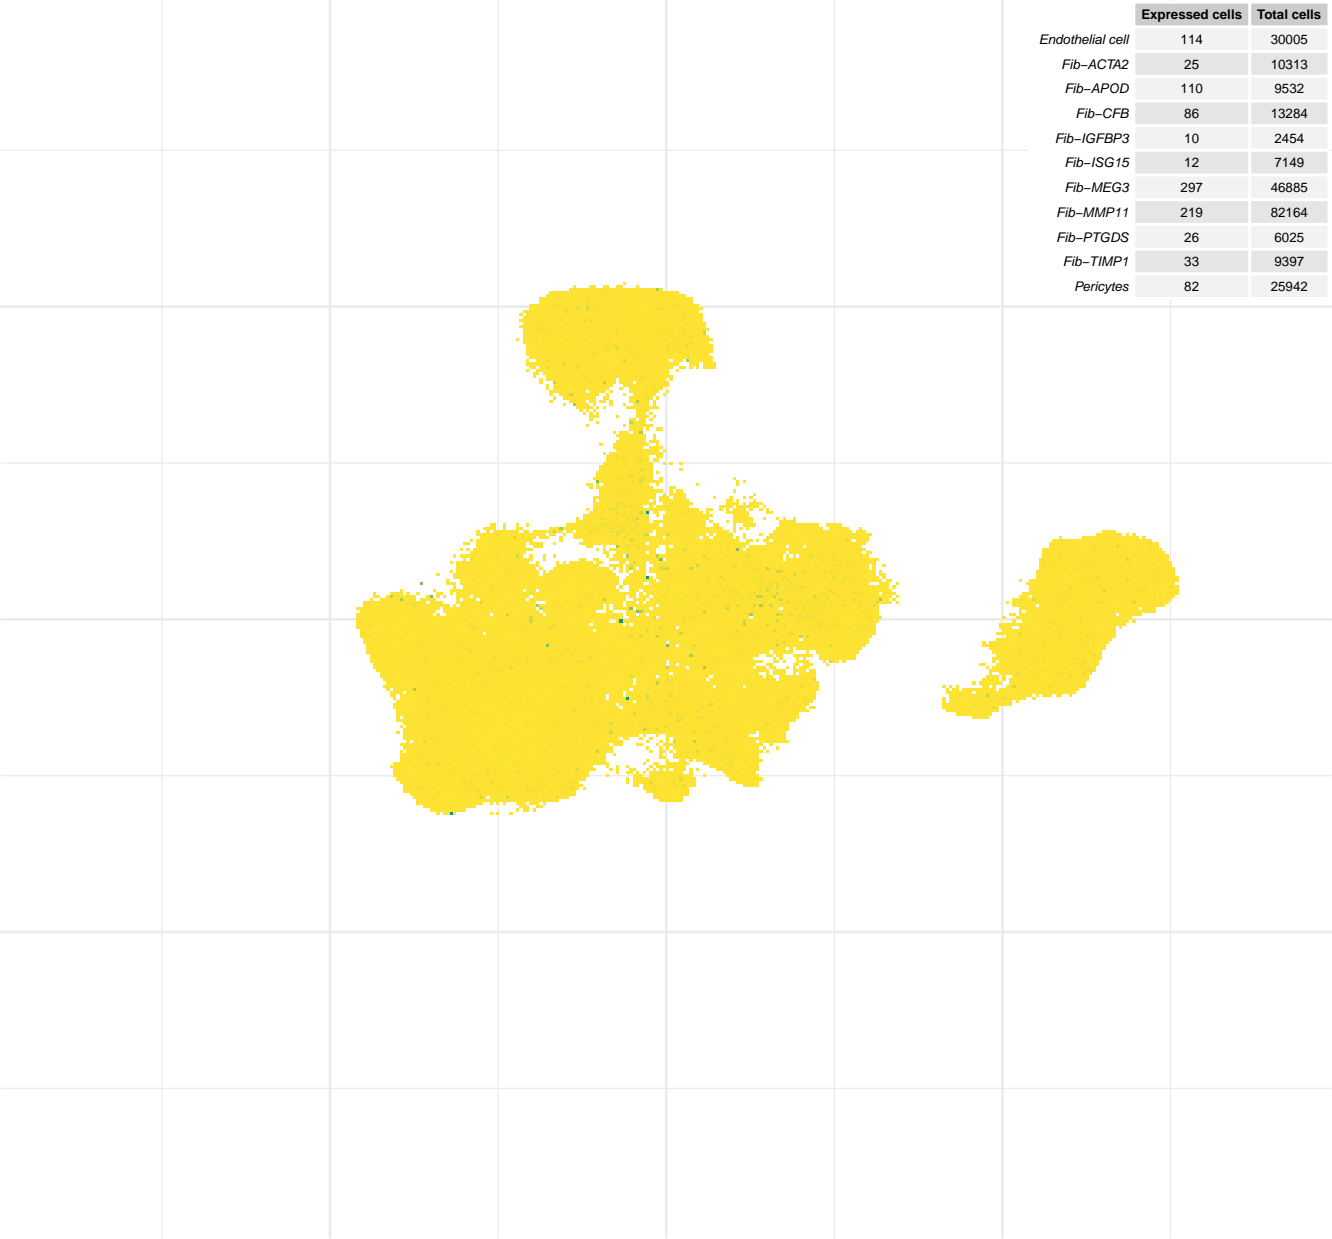 Expressed cells Total cells
Endothelial cell 114 30005
Fib−ACTA2 25 10313
Fib−APOD 110 9532
Fib−CFB 86 13284
Fib−IGFBP3 10 2454
Fib−ISG15 12 7149
Fib−MEG3 297 46885
Fib−MMP11 219 82164
Fib−PTGDS 26 6025
Fib−TIMP1 33 9397
Pericytes 82 25942